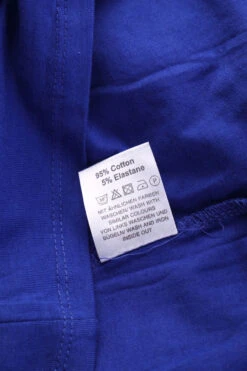 95% Cotton
5% Elastane
MIT ÄHNLICHEN FARBEN
WASCHEN/ WASH WITH
SIMILAR COLOURS
VON LINKS WASCHEN UND
BÜGELN/ WASH AND IRON
INSIDE OUT